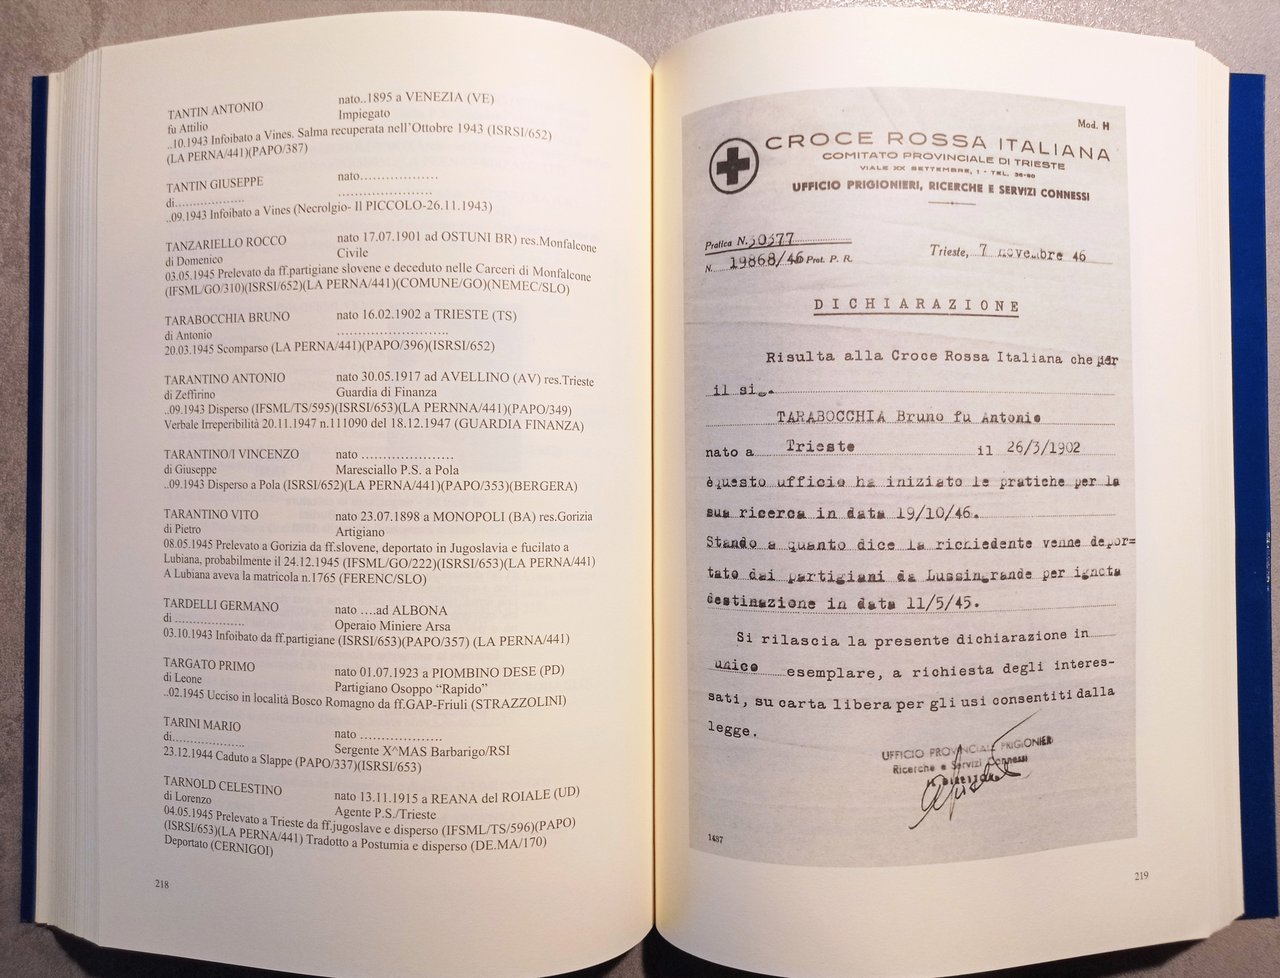 TANTIN ANTONIO nato..1895 a VENEZIA (VE)
fu Attilio Impiegato
..10.1943 Infoibato a Vines. Salma recuperata nell'Ottobre 1943 (ISRSI/652)
(LA PERNA/441)(PAPO/387)
TANTIN GIUSEPPE nato..................
di................... ......................
..09.1943 Infoibato a Vines (Necrolgio- Il PICCOLO-26.11.1943)
TANZARIELLO ROCCO nato 17.07.1901 ad OSTUNI BR) res.Monfalcone
di Domenico Civile
03.05.1945 Prelevato da ff.partigiane slovene e deceduto nelle Carceri di Monfalcone
(IFSML/GO/310)(ISRSI/652)(LA PERNA/441)(COMUNE/GO)(NEMEC/SLO)
TARABOCCHIA BRUNO nato 16.02.1902 a TRIESTE (TS)
di Antonio ..........................
20.03.1945 Scomparso (LA PERNA/441)(PAPO/396)(ISRSI/652)
TARANTINO ANTONIO nato 30.05.1917 ad AVELLINO (AV) res.Trieste
di Zeffirino Guardia di Finanza
..09.1943 Disperso (IFSML/TS/595)(ISRSI/653)(LA PERNNA/441)(PAPO/349)
Verbale Irreperibilità 20.11.1947 n.111090 del 18.12.1947 (GUARDIA FINANZA)
TARANTINO/I VINCENZO nato ......................
di Giuseppe Maresciallo P.S. a Pola
..09.1943 Disperso a Pola (ISRSI/652)(LA PERNA/441)(PAPO/353)(BERGERA)
TARANTINO VITO nato 23.07.1898 a MONOPOLI (BA) res.Gorizia
di Pietro Artigiano
08.05.1945 Prelevato a Gorizia da ff.slovene, deportato in Jugoslavia e fucilato a
Lubiana, probabilmente il 24.12.1945 (IFSML/GO/222)(ISRSI/653)(LA PERNA/441)
A Lubiana aveva la matricola n.1765 (FERENC/SLO)
TARDELLI GERMANO nato ....ad ALBONA
di ................... Operaio Miniere Arsa
03.10.1943 Infoibato da ff.partigiane (ISRSI/653)(PAPO/357) (LA PERNA/441)
TARGATO PRIMO nato 01.07.1923 a PIOMBINO DESE (PD)
di Leone Partigiano Osoppo “Rapido”
..02.1945 Ucciso in località Bosco Romagno da ff.GAP-Friuli (STRAZZOLINI)
TARINI MARIO nato ...................
di................... Sergente X^MAS Barbarigo/RSI
23.12.1944 Caduto a Slappe (PAPO/337)(ISRSI/653)
TARNOLD CELESTINO nato 13.11.1915 a REANA del ROIALE (UD)
di Lorenzo Agente P.S./Trieste
04.05.1945 Prelevato a Trieste da ff.jugoslave e disperso (IFSML/TS/596)(PAPO)
(ISRSI/653)(LA PERNA/441) Tradotto a Postumia e disperso (DE.MA/170)
Deportato (CERNIGOI)
218
Mod. H
CROCE ROSSA ITALIANA
COMITATO PROVINCIALE DI TRIESTE
VIALE XX SETTEMBRE, 1 - TEL. 36-80
UFFICIO PRIGIONIERI, RICERCHE E SERVIZI CONNESSI
Pratica N. 30377
N. 19868/46 Prot. P. R. Trieste, 7 novembre 46
DICHIARAZIONE
Risulta alla Croce Rossa Italiana che per
il sig.
TARABOCCHIA Bruno fu Antonio
nato a Trieste il 26/3/1902
questo ufficio ha iniziato le pratiche per la
sua ricerca in data 19/10/46.
Stando a quanto dice la richiedente venne depor=
tato dai partigiani da Lussingrande per ignota
destinazione in data 11/5/45.
Si rilascia la presente dichiarazione in
unico esemplare, a richiesta degli interes-
sati, su carta libera per gli usi consentiti dalla
legge.
UFFICIO PROVINCIALE PRIGIONIERI
Ricerche e Servizi Connessi
IL DIRETTORE
1487
219